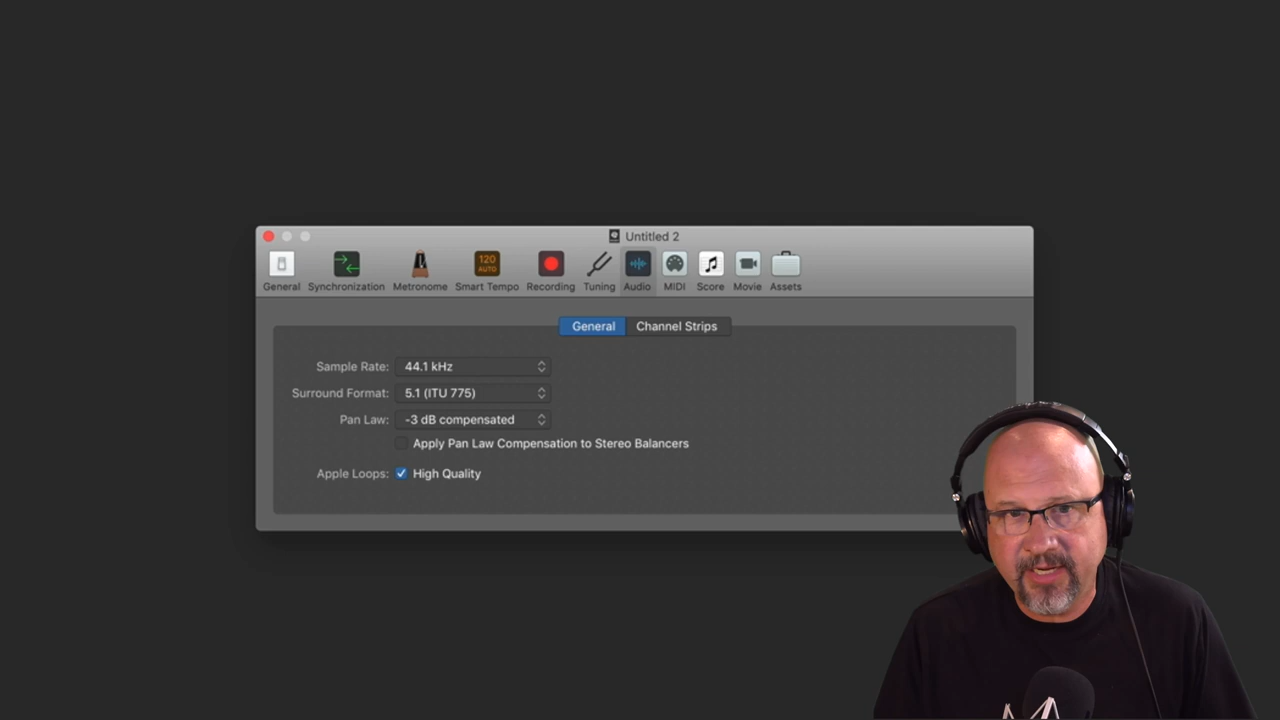 Untitled 2
120
AUTO
General Synchronization Metronome Smart Tempo Recording Tuning Audio MIDI Score Movie Assets
General Channel Strips
Sample Rate: 44.1 kHz
Surround Format: 5.1 (ITU 775)
Pan Law: -3 dB compensated
Apply Pan Law Compensation to Stereo Balancers
Apple Loops: High Quality